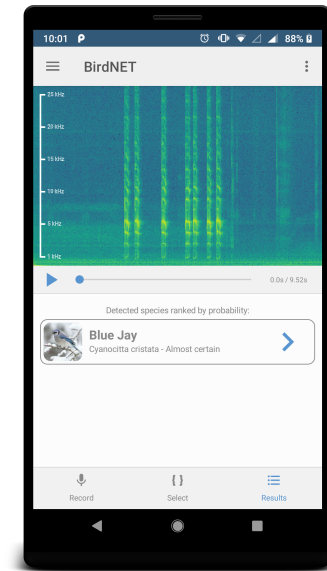 10:01 88%
BirdNET
25 kHz
20 kHz
15 kHz
10 kHz
5 kHz
1 kHz
0.0s / 9.52s
Detected species ranked by probability:
Blue Jay
Cyanocitta cristata - Almost certain
{ }
Record Select Results